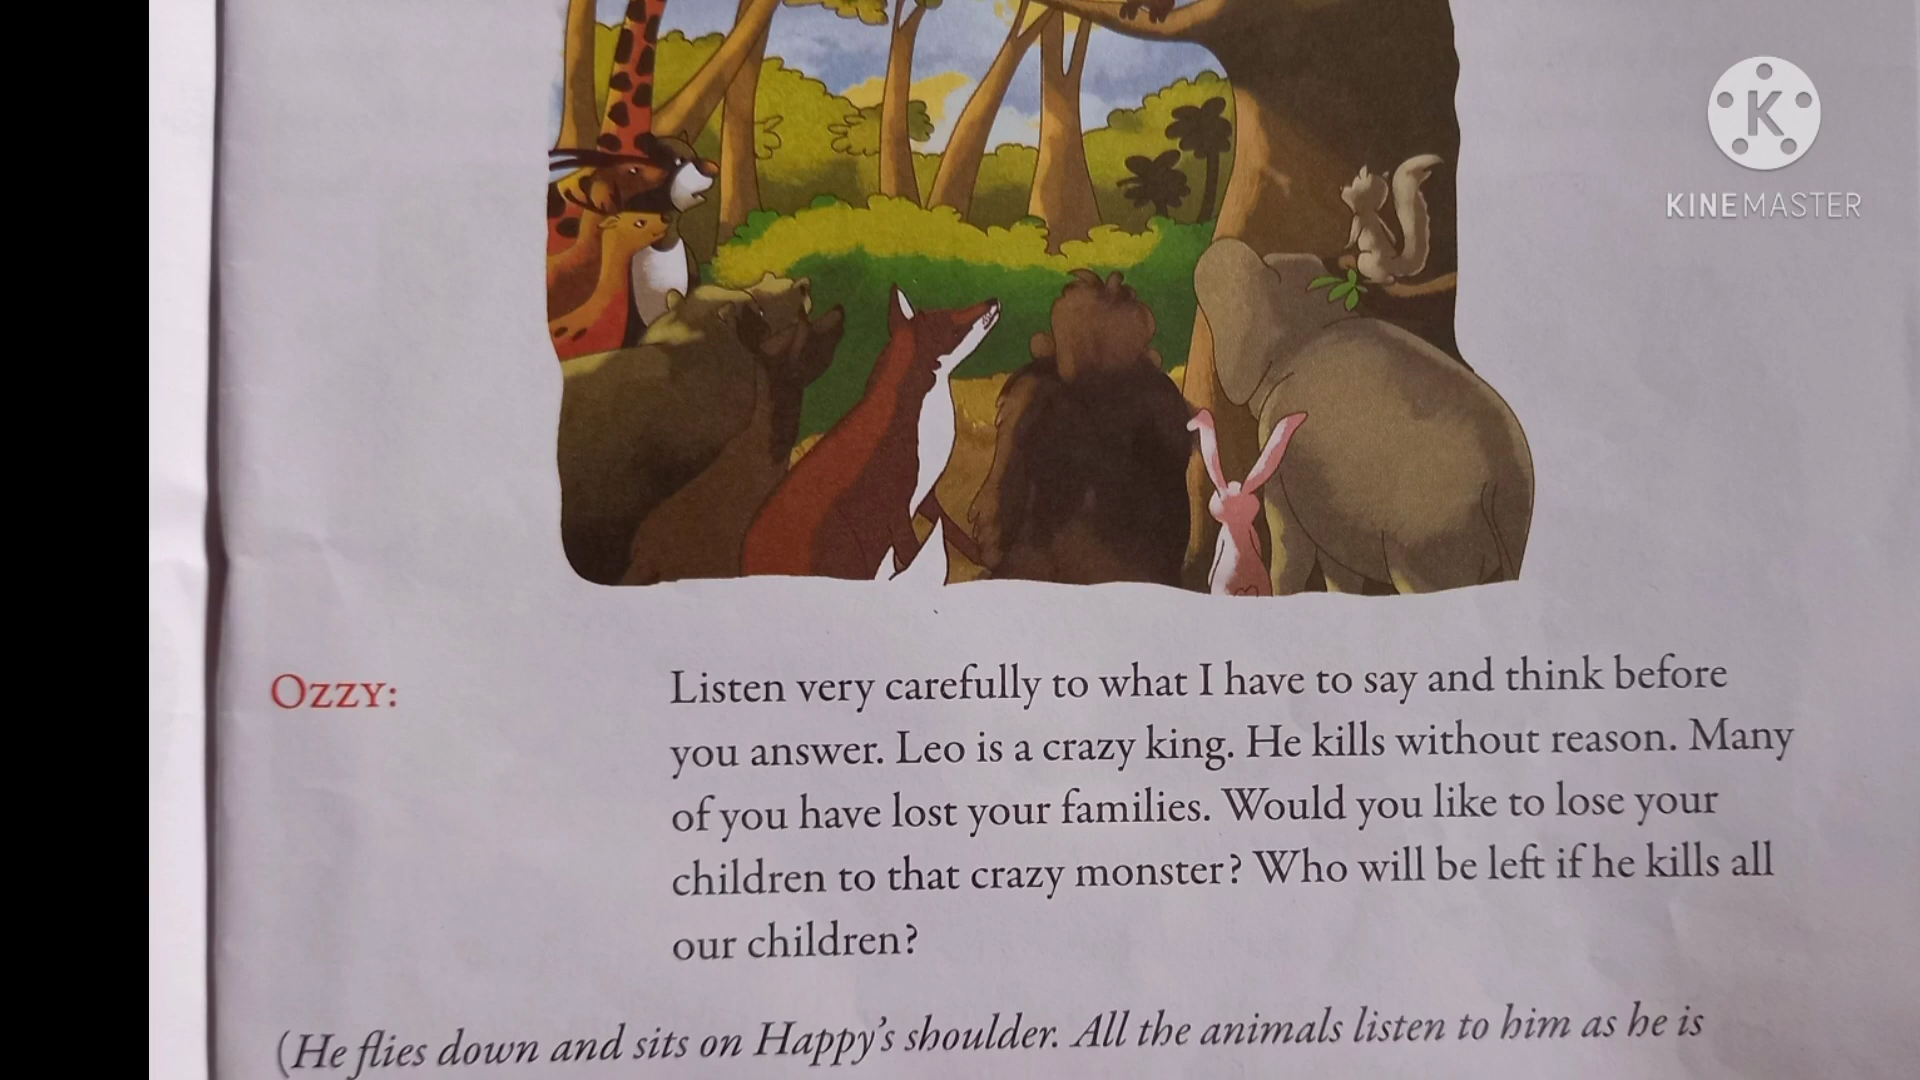 KINEMASTER
OZZY:
Listen very carefully to what I have to say and think before
you answer. Leo is a crazy king. He kills without reason. Many
of you have lost your families. Would you like to lose your
children to that crazy monster? Who will be left if he kills all
our children?
(He flies down and sits on Happy's shoulder. All the animals listen to him as he is